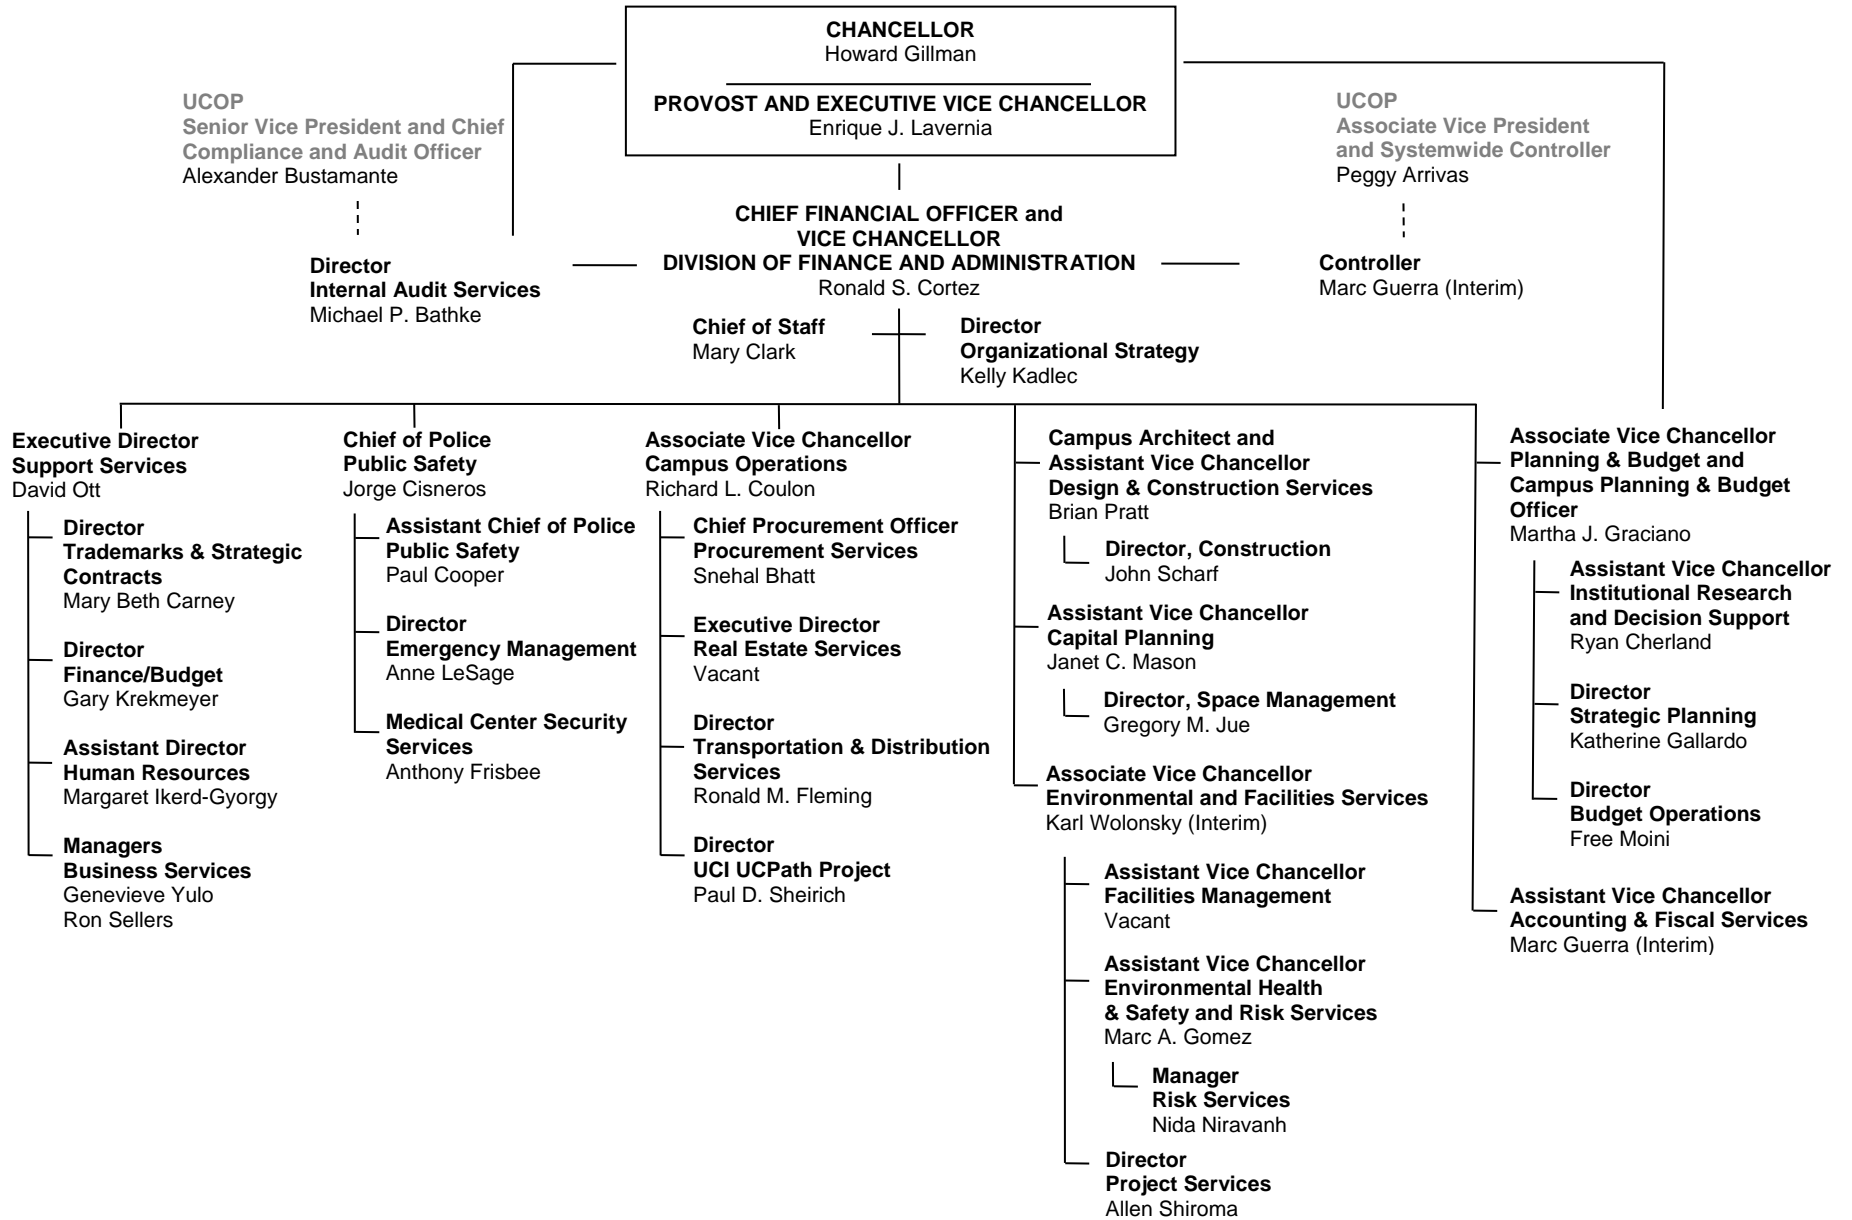 CHANCELLOR
Howard Gillman
PROVOST AND EXECUTIVE VICE CHANCELLOR
Enrique J. Lavernia
UCOP
Senior Vice President and Chief
Compliance and Audit Officer
Alexander Bustamante
UCOP
Associate Vice President
and Systemwide Controller
Peggy Arrivas
CHIEF FINANCIAL OFFICER and
VICE CHANCELLOR
DIVISION OF FINANCE AND ADMINISTRATION
Ronald S. Cortez
Director
Internal Audit Services
Michael P. Bathke
Controller
Marc Guerra (Interim)
Chief of Staff
Mary Clark
Director
Organizational Strategy
Kelly Kadlec
Executive Director
Support Services
David Ott
Director
Trademarks & Strategic
Contracts
Mary Beth Carney
Director
Finance/Budget
Gary Krekmeyer
Assistant Director
Human Resources
Margaret Ikerd-Gyorgy
Managers
Business Services
Genevieve Yulo
Ron Sellers
Chief of Police
Public Safety
Jorge Cisneros
Assistant Chief of Police
Public Safety
Paul Cooper
Director
Emergency Management
Anne LeSage
Medical Center Security
Services
Anthony Frisbee
Associate Vice Chancellor
Campus Operations
Richard L. Coulon
Chief Procurement Officer
Procurement Services
Snehal Bhatt
Executive Director
Real Estate Services
Vacant
Director
Transportation & Distribution
Services
Ronald M. Fleming
Director
UCI UCPath Project
Paul D. Sheirich
Campus Architect and
Assistant Vice Chancellor
Design & Construction Services
Brian Pratt
Director, Construction
John Scharf
Assistant Vice Chancellor
Capital Planning
Janet C. Mason
Director, Space Management
Gregory M. Jue
Associate Vice Chancellor
Environmental and Facilities Services
Karl Wolonsky (Interim)
Assistant Vice Chancellor
Facilities Management
Vacant
Assistant Vice Chancellor
Environmental Health
& Safety and Risk Services
Marc A. Gomez
Manager
Risk Services
Nida Niravanh
Director
Project Services
Allen Shiroma
Associate Vice Chancellor
Planning & Budget and
Campus Planning & Budget
Officer
Martha J. Graciano
Assistant Vice Chancellor
Institutional Research
and Decision Support
Ryan Cherland
Director
Strategic Planning
Katherine Gallardo
Director
Budget Operations
Free Moini
Assistant Vice Chancellor
Accounting & Fiscal Services
Marc Guerra (Interim)